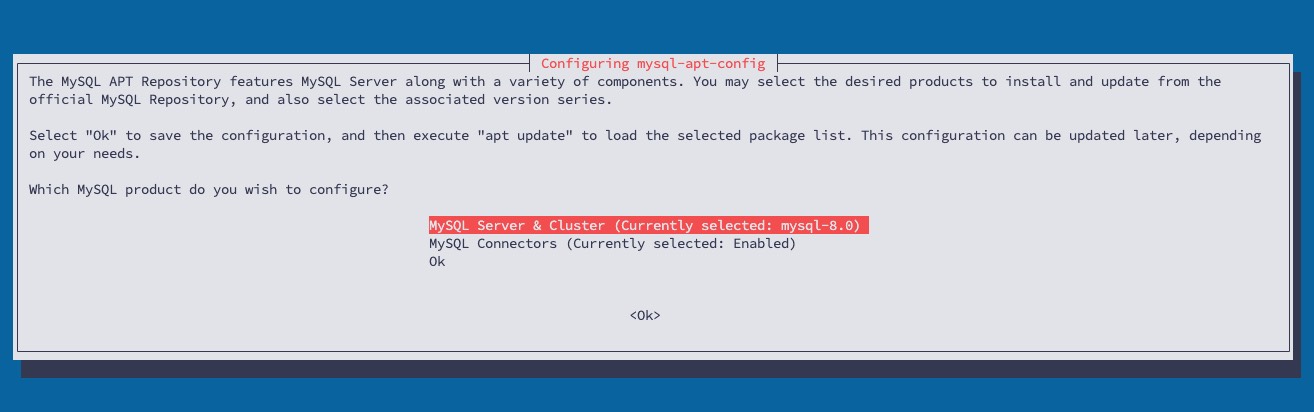 Configuring mysql-apt-config
The MySQL APT Repository features MySQL Server along with a variety of components. You may select the desired products to install and update from the
official MySQL Repository, and also select the associated version series.
Select "Ok" to save the configuration, and then execute "apt update" to load the selected package list. This configuration can be updated later, depending
on your needs.
Which MySQL product do you wish to configure?
MySQL Server & Cluster (Currently selected: mysql-8.0)
MySQL Connectors (Currently selected: Enabled)
Ok
<Ok>